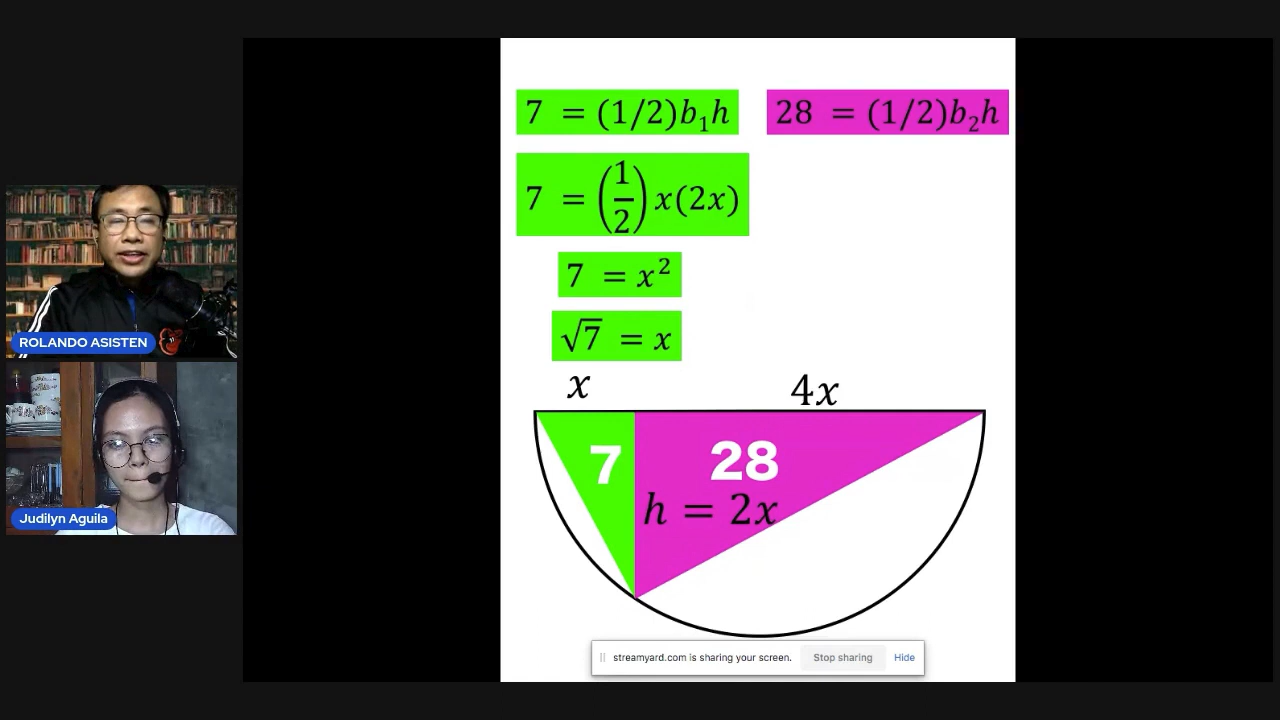 7 = (1/2)b₁h
28 = (1/2)b₂h
7 = (1/2) x(2x)
7 = x²
√7 = x
x
4x
7
28
h = 2x
ROLANDO ASISTEN
Judilyn Aguila
streamyard.com is sharing your screen.
Stop sharing
Hide